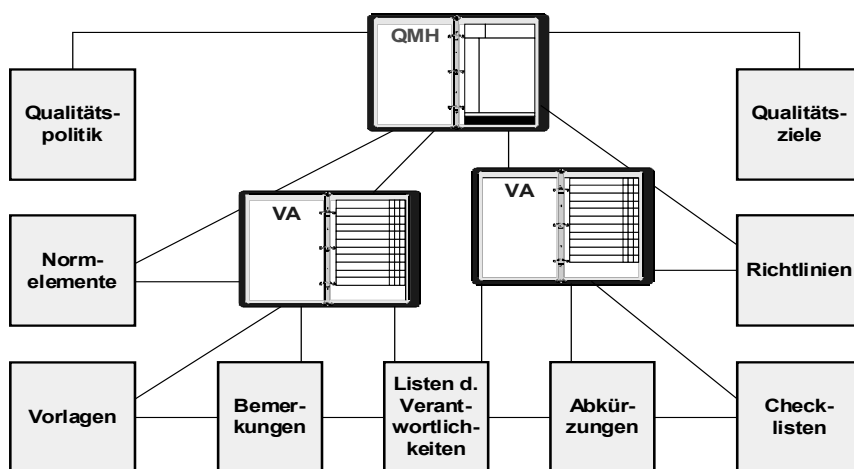 QMH
Qualitäts-
politik
Qualitäts-
ziele
VA
VA
Norm-
elemente
Richtlinien
Vorlagen
Bemer-
kungen
Listen d.
Verant-
wortlich-
keiten
Abkür-
zungen
Check-
listen